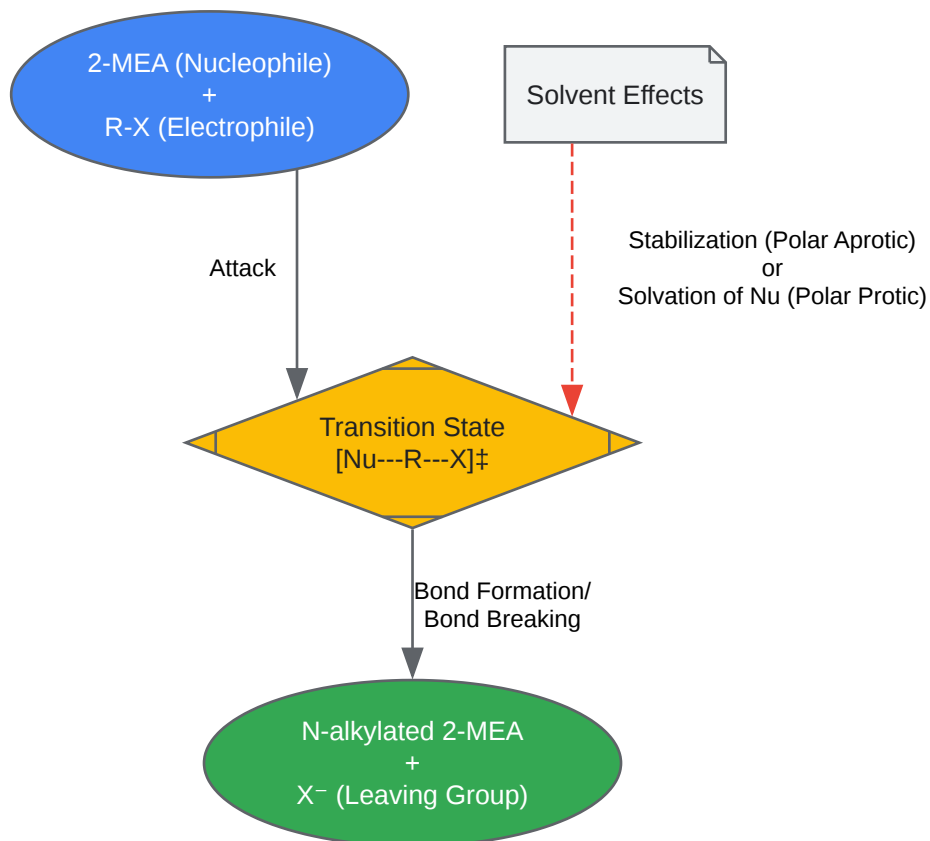 2-MEA (Nucleophile)
+
R-X (Electrophile)
Solvent Effects
Attack
Stabilization (Polar Aprotic)
or
Solvation of Nu (Polar Protic)
Transition State
[Nu---R---X]‡
Bond Formation/
Bond Breaking
N-alkylated 2-MEA
+
X⁻ (Leaving Group)